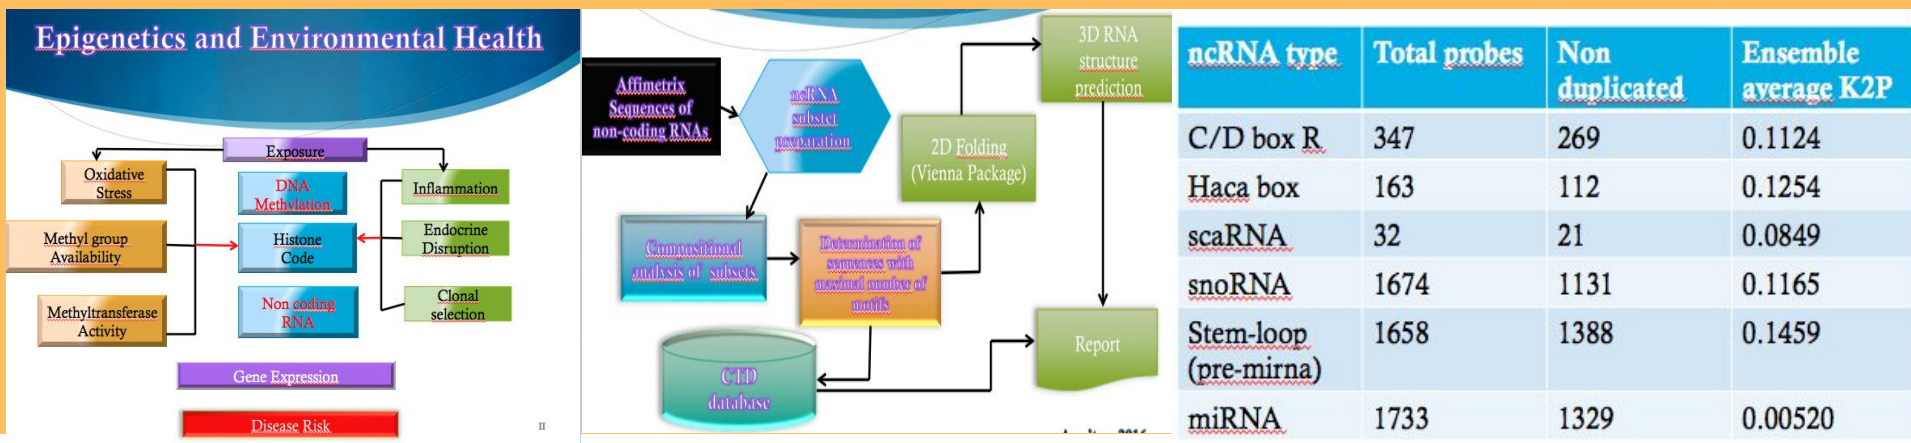 Epigenetics and Environmental Health
Exposure
Oxidative
Stress
DNA
Methylation
Inflammation
Methyl group
Availability
Histone
Code
Endocrine
Disruption
Methyltransferase
Activity
Non coding
RNA
Clonal
selection
Gene Expression
Disease Risk
II
Affimetrix
Sequences of
non-coding RNAs
ncRNA
substet
preparation
3D RNA
structure
prediction
2D Folding
(Vienna Package)
Compositional
analysis of subsets
Determination of
sequences with
maximal number of
motifs
CTD
database
Report
ncRNA type Total probes Non duplicated Ensemble average K2P
C/D box R 347 269 0.1124
Haca box 163 112 0.1254
scaRNA 32 21 0.0849
snoRNA 1674 1131 0.1165
Stem-loop (pre-mirna) 1658 1388 0.1459
miRNA 1733 1329 0.00520